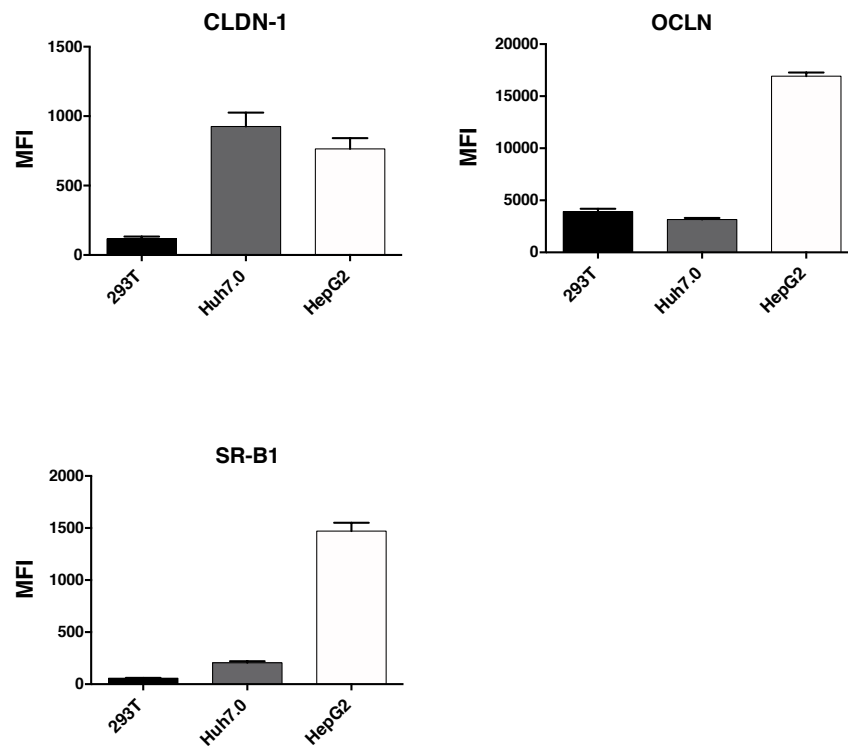 CLDN-1
1500
1000
500
0
MFI
293T
Huh7.0
HepG2
OCLN
20000
15000
10000
5000
0
MFI
293T
Huh7.0
HepG2
SR-B1
2000
1500
1000
500
0
MFI
293T
Huh7.0
HepG2